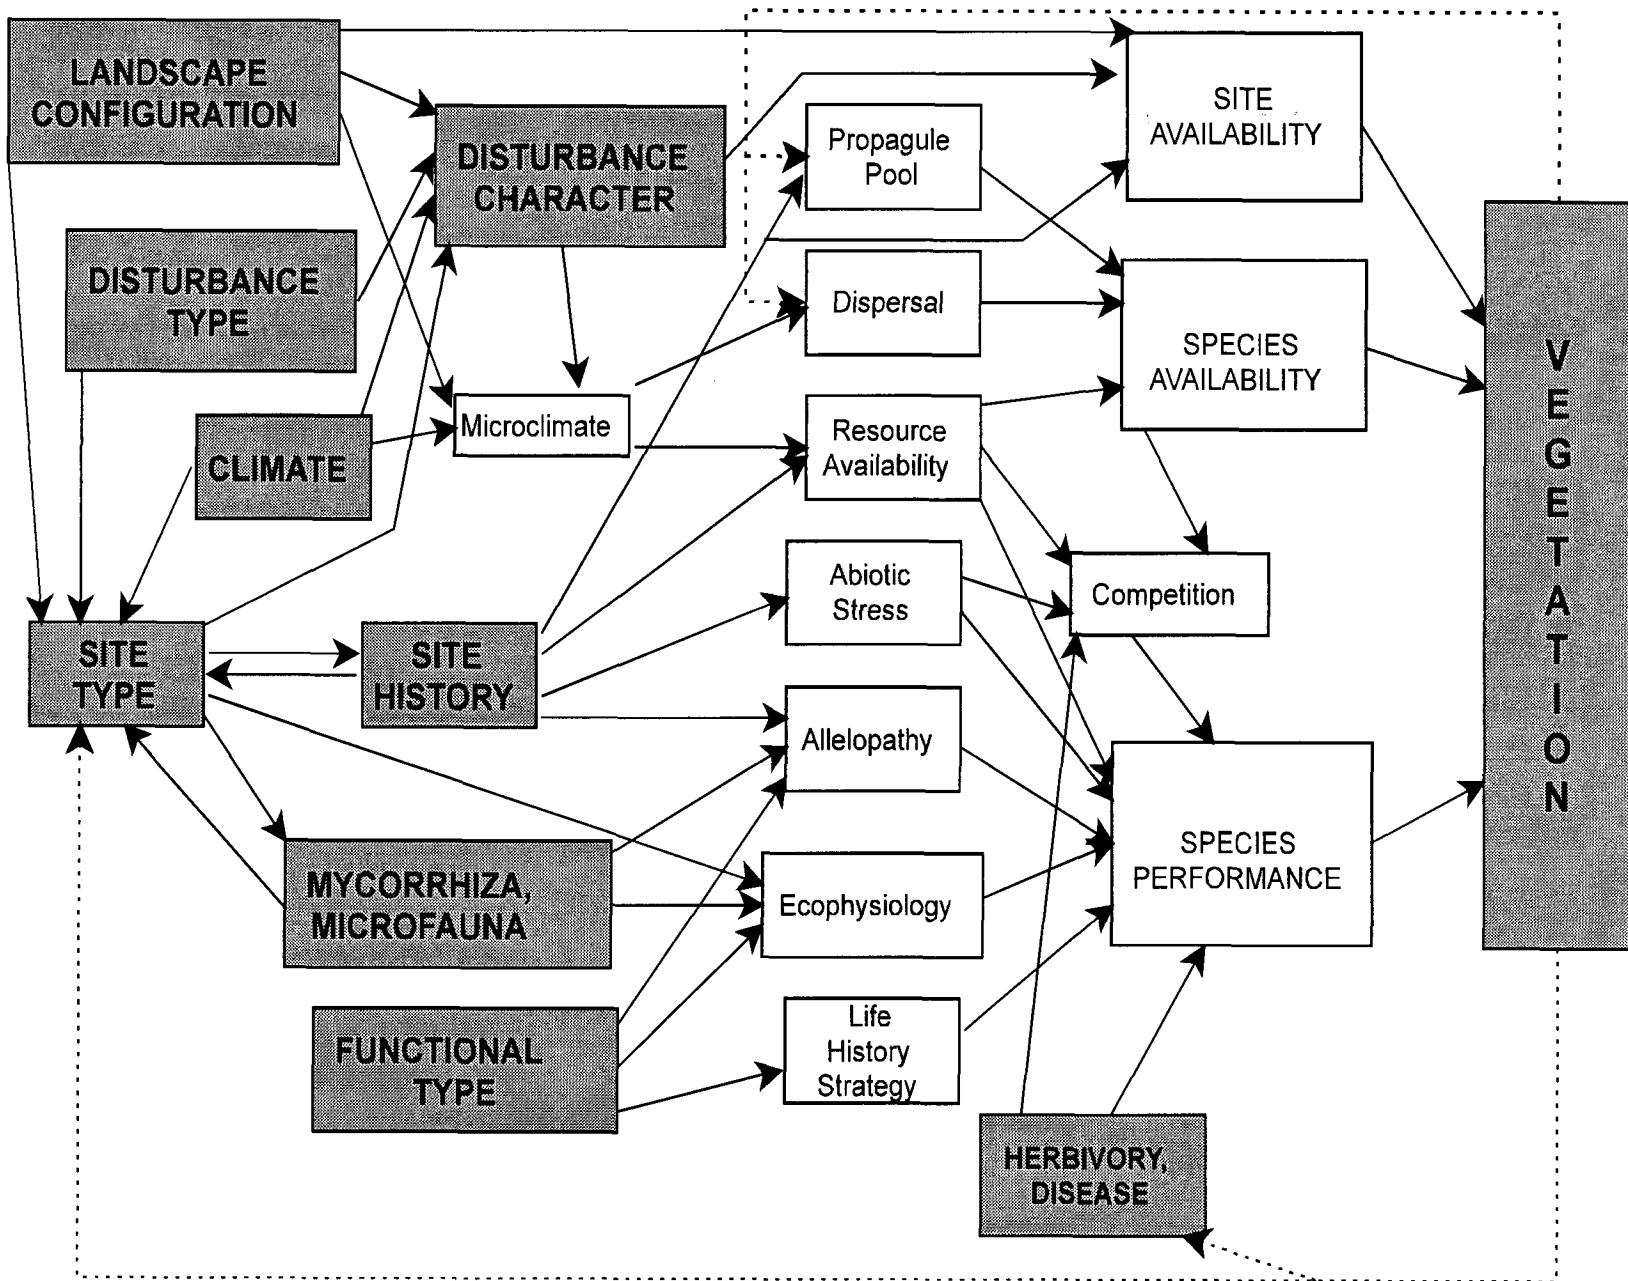 LANDSCAPE
CONFIGURATION
DISTURBANCE
CHARACTER
SITE
AVAILABILITY
Propagule
Pool
DISTURBANCE
TYPE
Dispersal
SPECIES
AVAILABILITY
Microclimate
Resource
Availability
CLIMATE
Abiotic
Stress
Competition
SITE
TYPE
SITE
HISTORY
Allelopathy
SPECIES
PERFORMANCE
MYCORRHIZA,
MICROFAUNA
Ecophysiology
FUNCTIONAL
TYPE
Life
History
Strategy
HERBIVORY,
DISEASE
VEGETATION